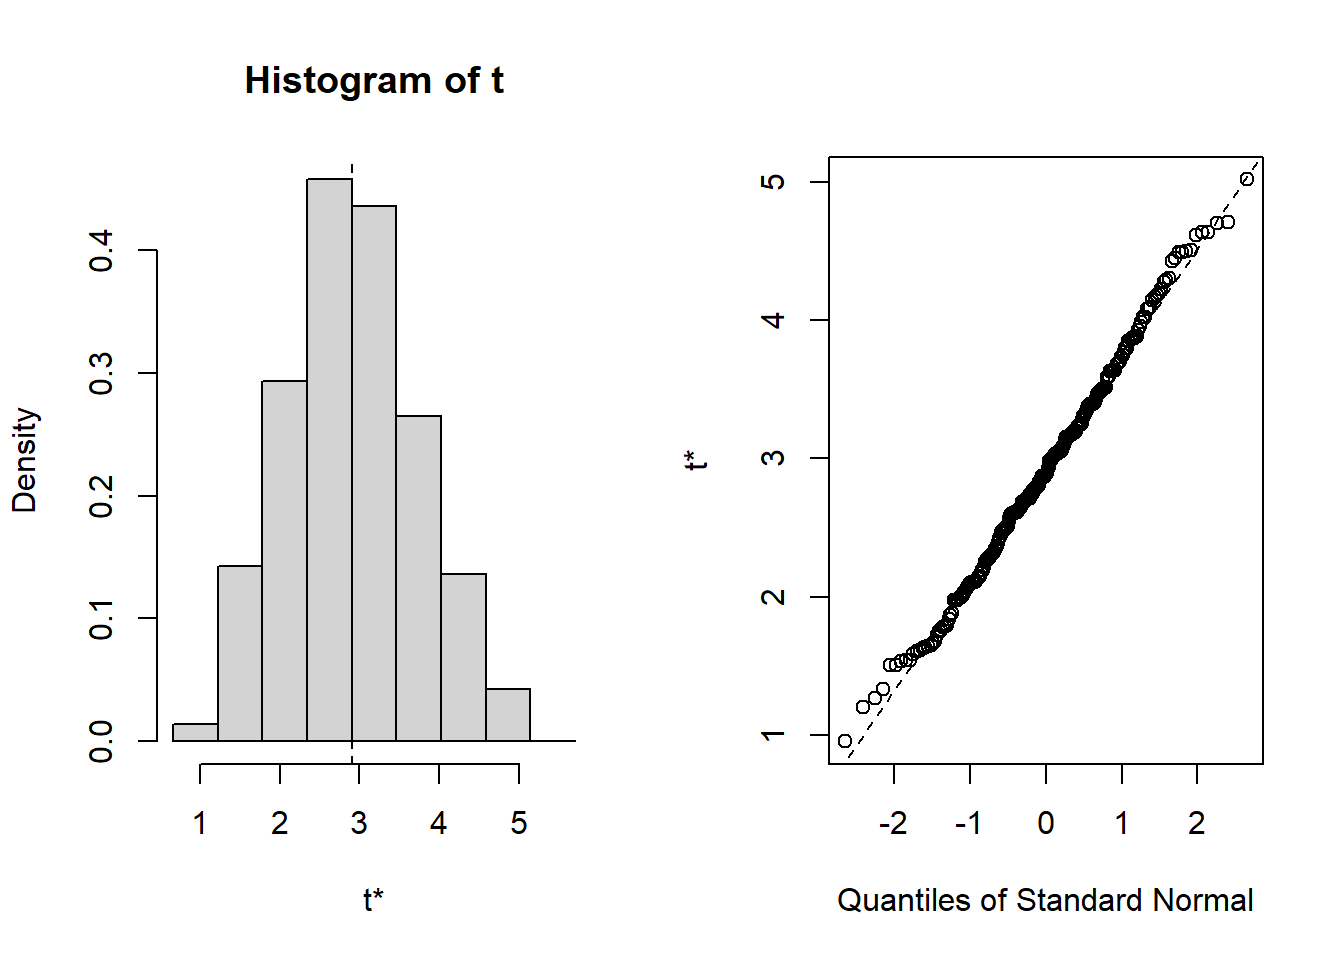 Histogram of t
Density
0.0 0.1 0.2 0.3 0.4
1 2 3 4 5
t*
t*
1 2 3 4 5
-2 -1 0 1 2
Quantiles of Standard Normal